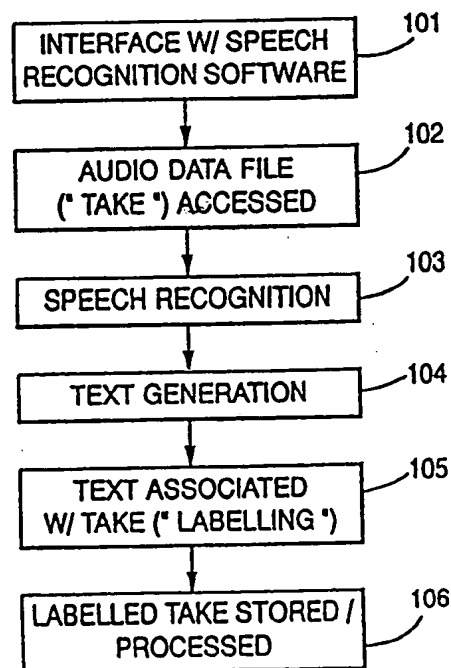 INTERFACE W/ SPEECH
RECOGNITION SOFTWARE
101
AUDIO DATA FILE
(" TAKE ") ACCESSED
102
SPEECH RECOGNITION
103
TEXT GENERATION
104
TEXT ASSOCIATED
W/ TAKE (" LABELLING ")
105
LABELLED TAKE STORED /
PROCESSED
106